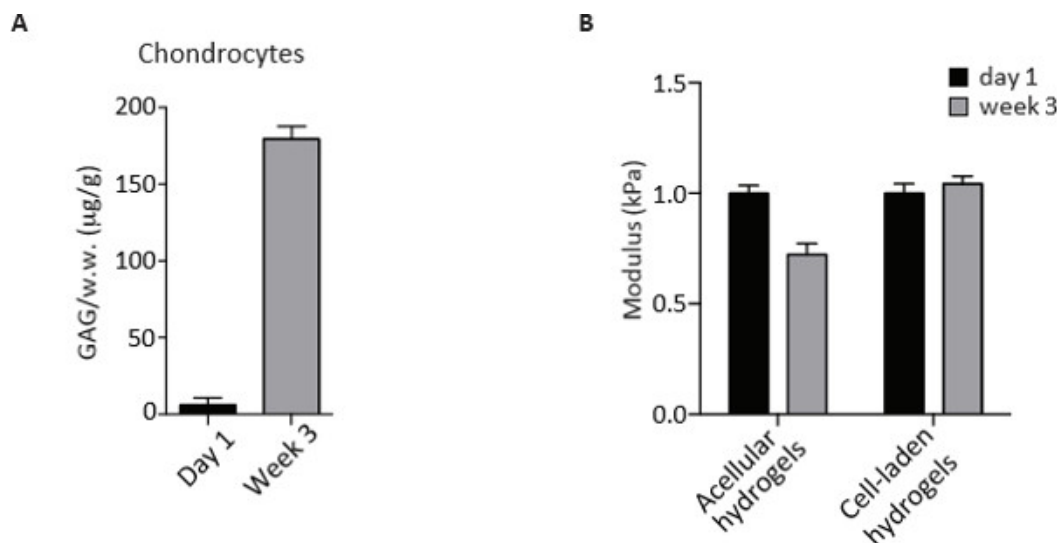 A
Chondrocytes
GAG/w.w. (µg/g)
200
150
100
50
0
Day 1
Week 3
B
day 1
week 3
Modulus (kPa)
1.5
1.0
0.5
0.0
Acellular
hydrogels
Cell-laden
hydrogels